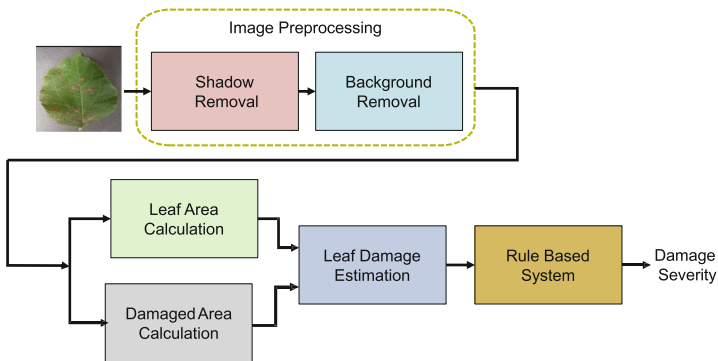 Image Preprocessing
Shadow
Removal
Background
Removal
Leaf Area
Calculation
Damaged Area
Calculation
Leaf Damage
Estimation
Rule Based
System
Damage
Severity